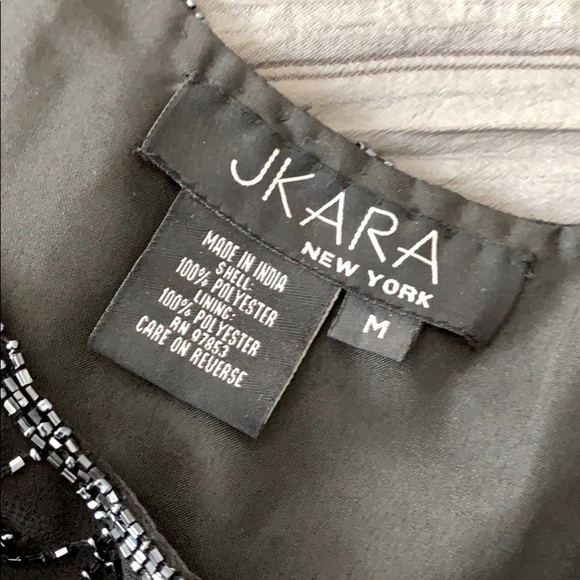 JKARA
NEW YORK
M
MADE IN INDIA
SHELL:
100% POLYESTER
LINING:
100% POLYESTER
RN 97853
CARE ON REVERSE